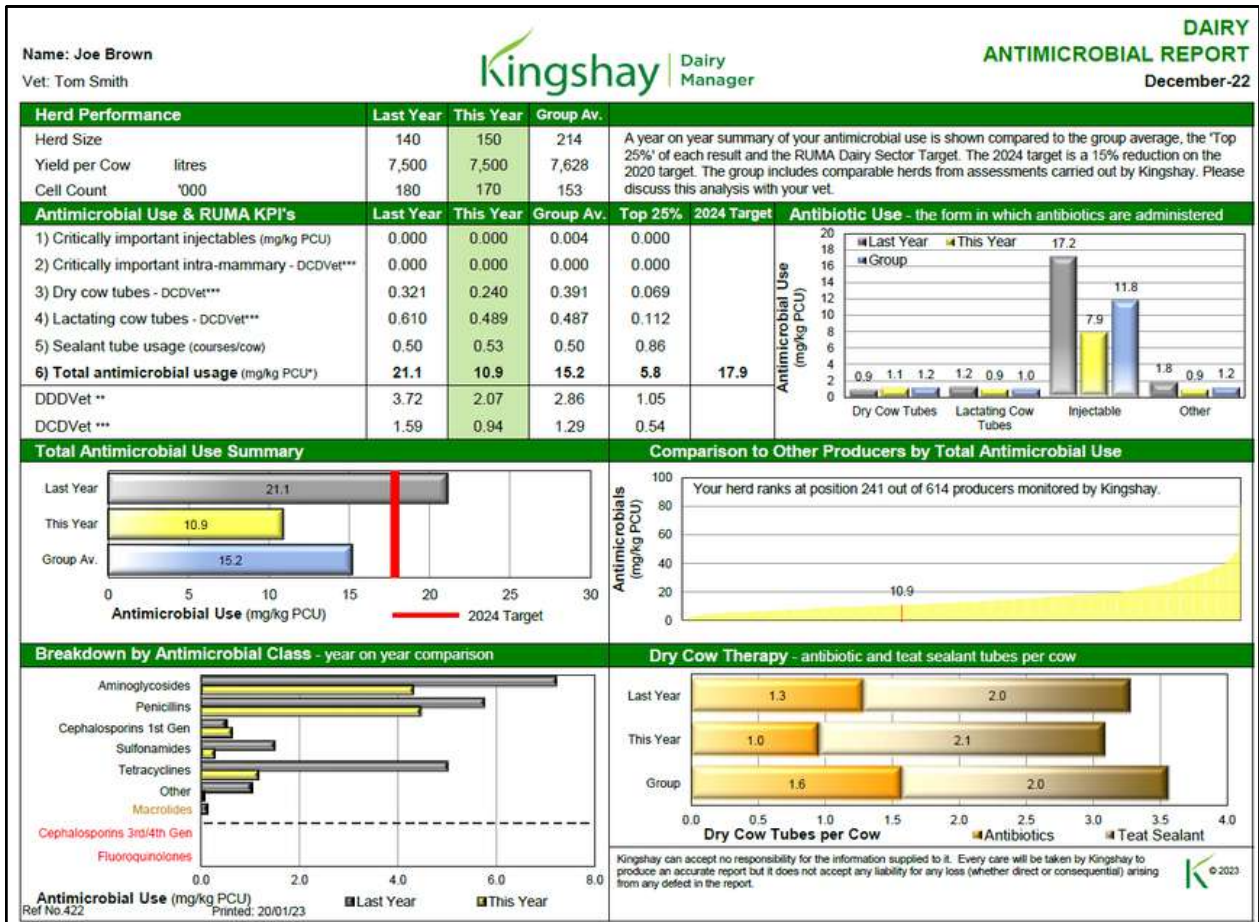 Name: Joe Brown
Vet: Tom Smith
Kingshay Dairy Manager
DAIRY
ANTIMICROBIAL REPORT
December-22
Herd Performance Last Year This Year Group Av.
Herd Size 140 150 214
Yield per Cow litres 7,500 7,500 7,628
Cell Count '000 180 170 153
A year on year summary of your antimicrobial use is shown compared to the group average, the 'Top
25%' of each result and the RUMA Dairy Sector Target. The 2024 target is a 15% reduction on the
2020 target. The group includes comparable herds from assessments carried out by Kingshay. Please
discuss this analysis with your vet.
Antimicrobial Use & RUMA KPI's Last Year This Year Group Av. Top 25% 2024 Target
1) Critically important injectables (mg/kg PCU) 0.000 0.000 0.004 0.000
2) Critically important intra-mammary - DCDVet*** 0.000 0.000 0.000 0.000
3) Dry cow tubes - DCDVet*** 0.321 0.240 0.391 0.069
4) Lactating cow tubes - DCDVet*** 0.610 0.489 0.487 0.112
5) Sealant tube usage (courses/cow) 0.50 0.53 0.50 0.86
6) Total antimicrobial usage (mg/kg PCU*) 21.1 10.9 15.2 5.8 17.9
DDDVet ** 3.72 2.07 2.86 1.05
DCDVet *** 1.59 0.94 1.29 0.54
Antibiotic Use - the form in which antibiotics are administered
Antimicrobial Use
(mg/kg PCU)
20
18
16
14
12
10
8
6
4
2
0
Last Year This Year
Group
0.9 1.1 1.2 1.2 0.9 1.0 17.2 7.9 11.8 1.8 0.9 1.2
Dry Cow Tubes Lactating Cow Injectable Other
Tubes
Total Antimicrobial Use Summary
Last Year 21.1
This Year 10.9
Group Av. 15.2
0 5 10 15 20 25 30
Antimicrobial Use (mg/kg PCU) 2024 Target
Comparison to Other Producers by Total Antimicrobial Use
Antimicrobials
(mg/kg PCU)
100
80
60
40
20
0
Your herd ranks at position 241 out of 614 producers monitored by Kingshay.
10.9
Breakdown by Antimicrobial Class - year on year comparison
Aminoglycosides
Penicillins
Cephalosporins 1st Gen
Sulfonamides
Tetracyclines
Other
Macrolides
Cephalosporins 3rd/4th Gen
Fluoroquinolones
0.0 2.0 4.0 6.0 8.0
Antimicrobial Use (mg/kg PCU) Last Year This Year
Ref No.422 Printed: 20/01/23
Dry Cow Therapy - antibiotic and teat sealant tubes per cow
Last Year 1.3 2.0
This Year 1.0 2.1
Group 1.6 2.0
0.0 0.5 1.0 1.5 2.0 2.5 3.0 3.5 4.0
Dry Cow Tubes per Cow Antibiotics Teat Sealant
Kingshay can accept no responsibility for the information supplied to it. Every care will be taken by Kingshay to
produce an accurate report but it does not accept any liability for any loss (whether direct or consequential) arising
from any defect in the report.
K © 2023